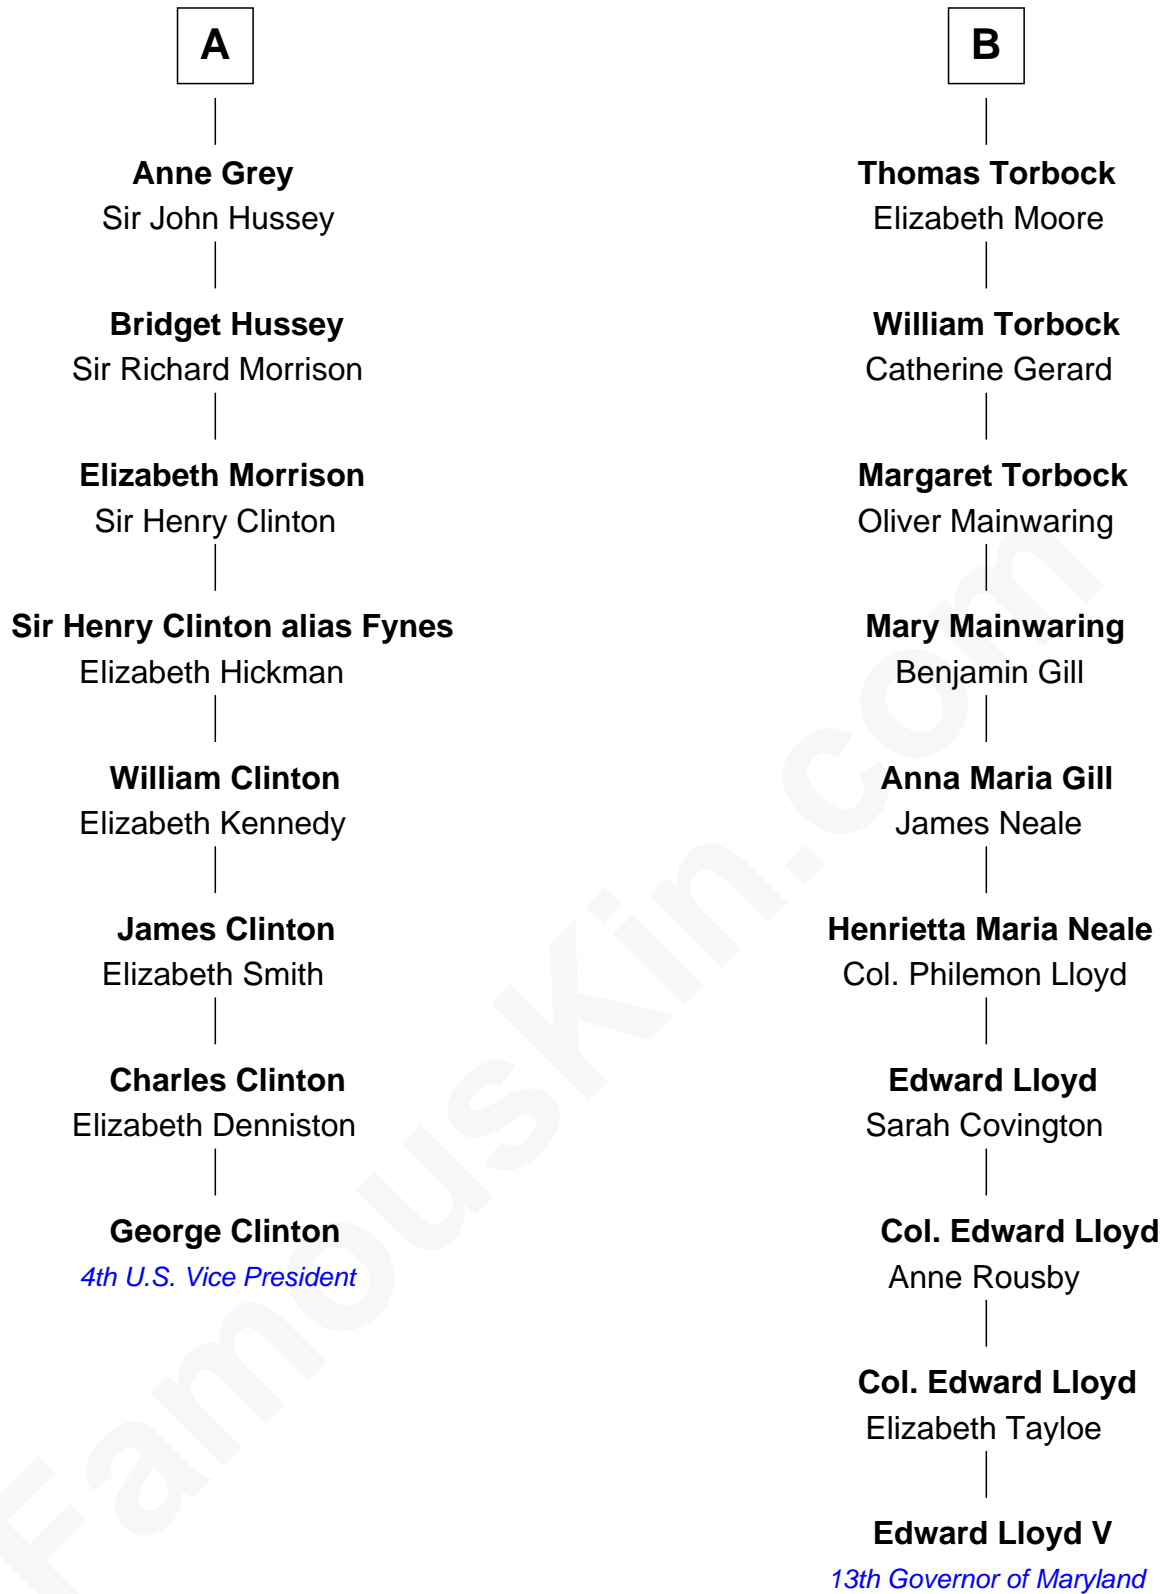 A
Anne Grey
Sir John Hussey
Bridget Hussey
Sir Richard Morrison
Elizabeth Morrison
Sir Henry Clinton
Sir Henry Clinton alias Fynes
Elizabeth Hickman
William Clinton
Elizabeth Kennedy
James Clinton
Elizabeth Smith
Charles Clinton
Elizabeth Denniston
George Clinton
4th U.S. Vice President
B
Thomas Torbock
Elizabeth Moore
William Torbock
Catherine Gerard
Margaret Torbock
Oliver Mainwaring
Mary Mainwaring
Benjamin Gill
Anna Maria Gill
James Neale
Henrietta Maria Neale
Col. Philemon Lloyd
Edward Lloyd
Sarah Covington
Col. Edward Lloyd
Anne Rousby
Col. Edward Lloyd
Elizabeth Tayloe
Edward Lloyd V
13th Governor of Maryland
FamousKin.com